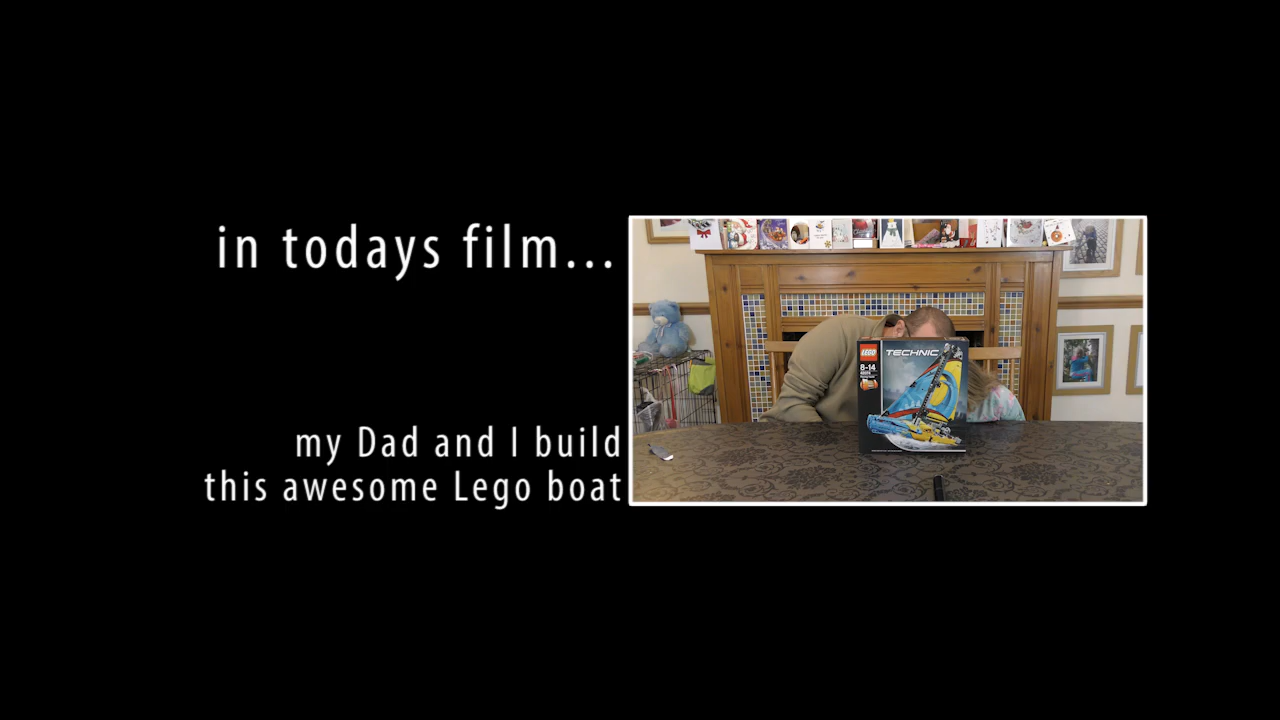 in todays film...
my Dad and I build
this awesome Lego boat
LEGO
TECHNIC
8-14